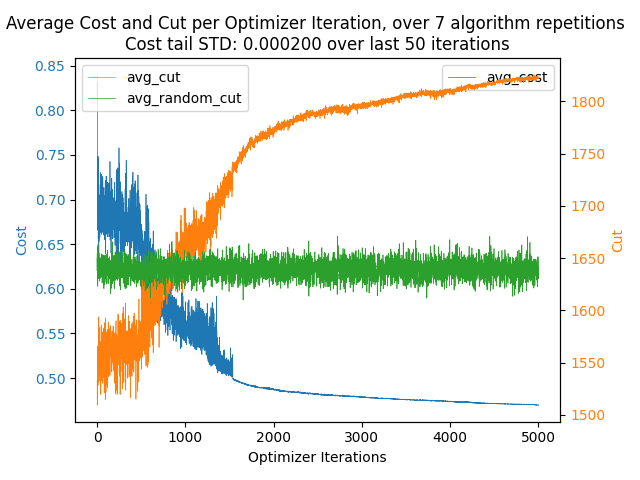 Average Cost and Cut per Optimizer Iteration, over 7 algorithm repetitions
Cost tail STD: 0.000200 over last 50 iterations
avg_cut
avg_random_cut
avg_cost
0.85
0.80
0.75
0.70
0.65
0.60
0.55
0.50
Cost
1800
1750
1700
1650
1600
1550
1500
Cut
0
1000
2000
3000
4000
5000
Optimizer Iterations